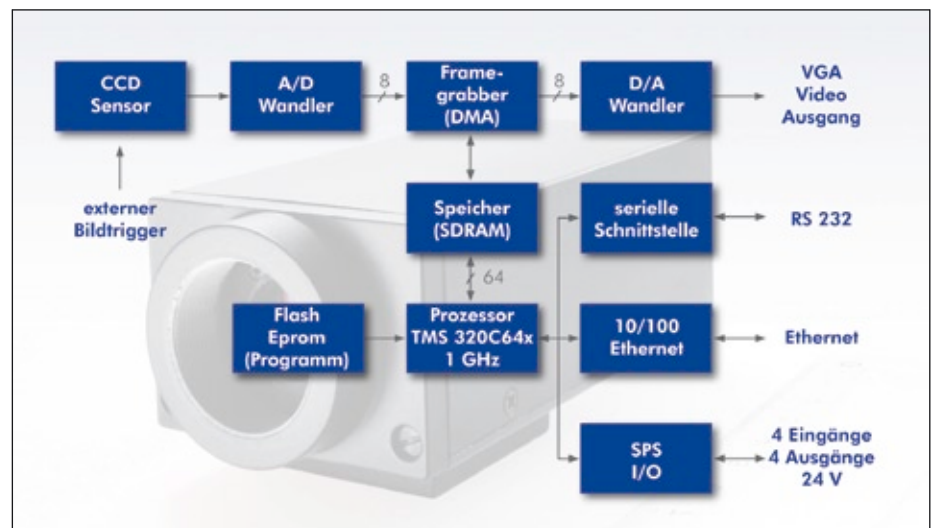 CCD
Sensor
A/D
Wandler
8
Frame-
grabber
(DMA)
8
D/A
Wandler
VGA
Video
Ausgang
externer
Bildtrigger
Speicher
(SDRAM)
serielle
Schnittstelle
RS 232
64
Flash
Eprom
(Programm)
Prozessor
TMS 320C64x
1 GHz
10/100
Ethernet
Ethernet
SPS
I/O
4 Eingänge
4 Ausgänge
24 V